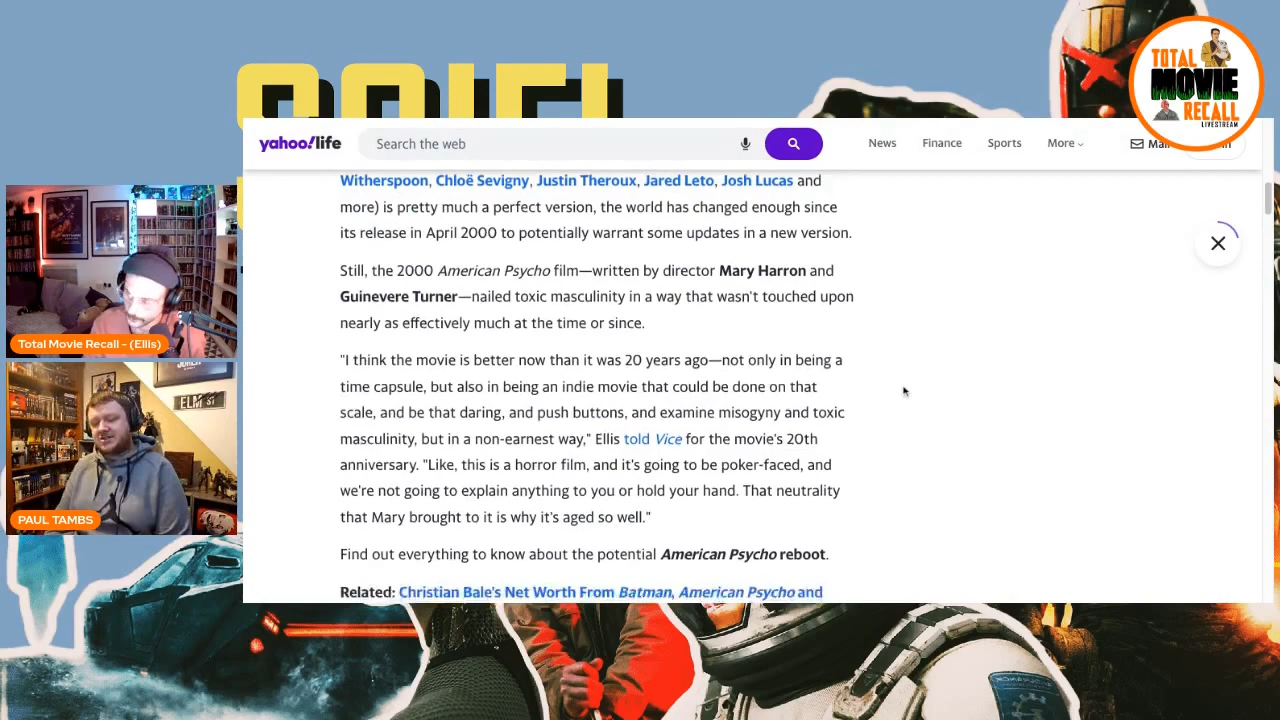 TOTAL
MOVIE
RECALL
LIVESTREAM
yahoo!life
Search the web
News
Finance
Sports
More
Mail
Witherspoon, Chloë Sevigny, Justin Theroux, Jared Leto, Josh Lucas and
more) is pretty much a perfect version, the world has changed enough since
its release in April 2000 to potentially warrant some updates in a new version.
Still, the 2000 American Psycho film—written by director Mary Harron and
Guinevere Turner—nailed toxic masculinity in a way that wasn't touched upon
nearly as effectively much at the time or since.
"I think the movie is better now than it was 20 years ago—not only in being a
time capsule, but also in being an indie movie that could be done on that
scale, and be that daring, and push buttons, and examine misogyny and toxic
masculinity, but in a non-earnest way," Ellis told Vice for the movie's 20th
anniversary. "Like, this is a horror film, and it's going to be poker-faced, and
we're not going to explain anything to you or hold your hand. That neutrality
that Mary brought to it is why it's aged so well."
Find out everything to know about the potential American Psycho reboot.
Related: Christian Bale's Net Worth From Batman, American Psycho and
Total Movie Recall - (Ellis)
ELM ST
PAUL TAMBS